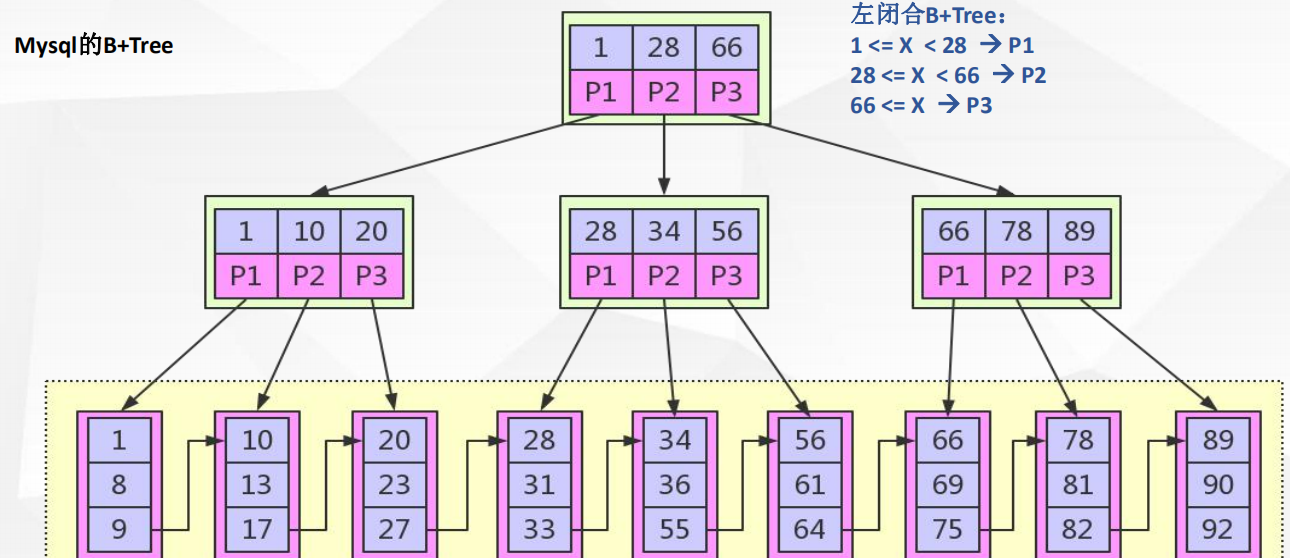 Mysql的B+Tree
左闭合B+Tree：
1 <= X < 28 → P1
28 <= X < 66 → P2
66 <= X → P3
1 28 66
P1 P2 P3
1 10 20
P1 P2 P3
28 34 56
P1 P2 P3
66 78 89
P1 P2 P3
1 10 20 28 34 56 66 78 89
8 13 23 31 36 61 69 81 90
9 17 27 33 55 64 75 82 92